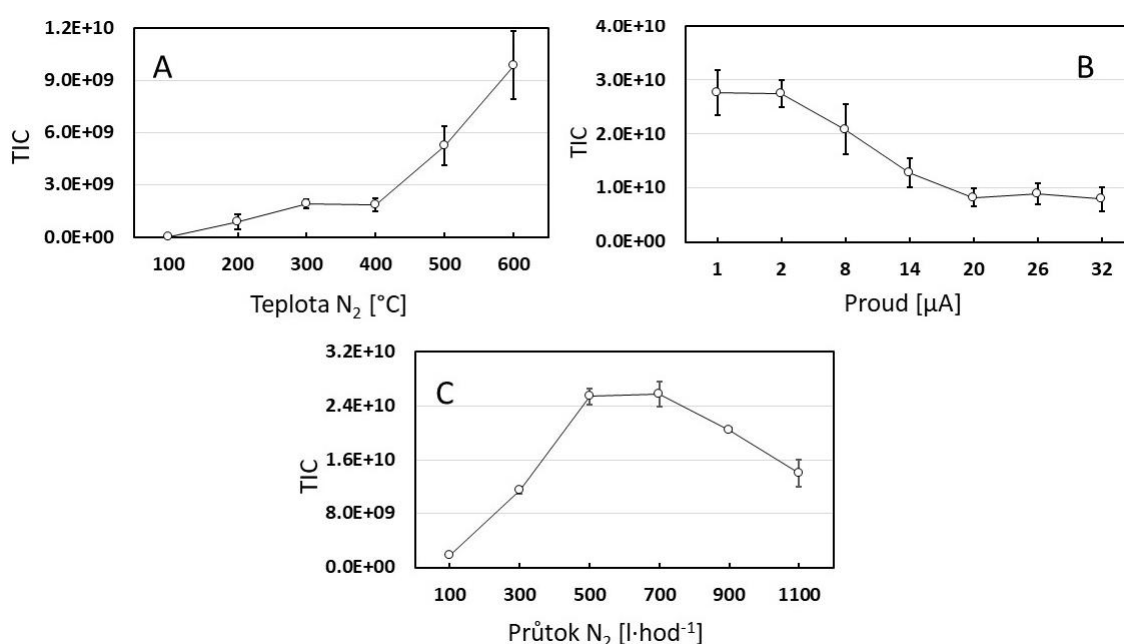 A
TIC
1.2E+10
9.0E+09
6.0E+09
3.0E+09
0.0E+00
100 200 300 400 500 600
Teplota N₂ [°C]
B
TIC
4.0E+10
3.0E+10
2.0E+10
1.0E+10
0.0E+00
1 2 8 14 20 26 32
Proud [µA]
C
TIC
3.2E+10
2.4E+10
1.6E+10
8.0E+09
0.0E+00
100 300 500 700 900 1100
Průtok N₂ [l·hod⁻¹]